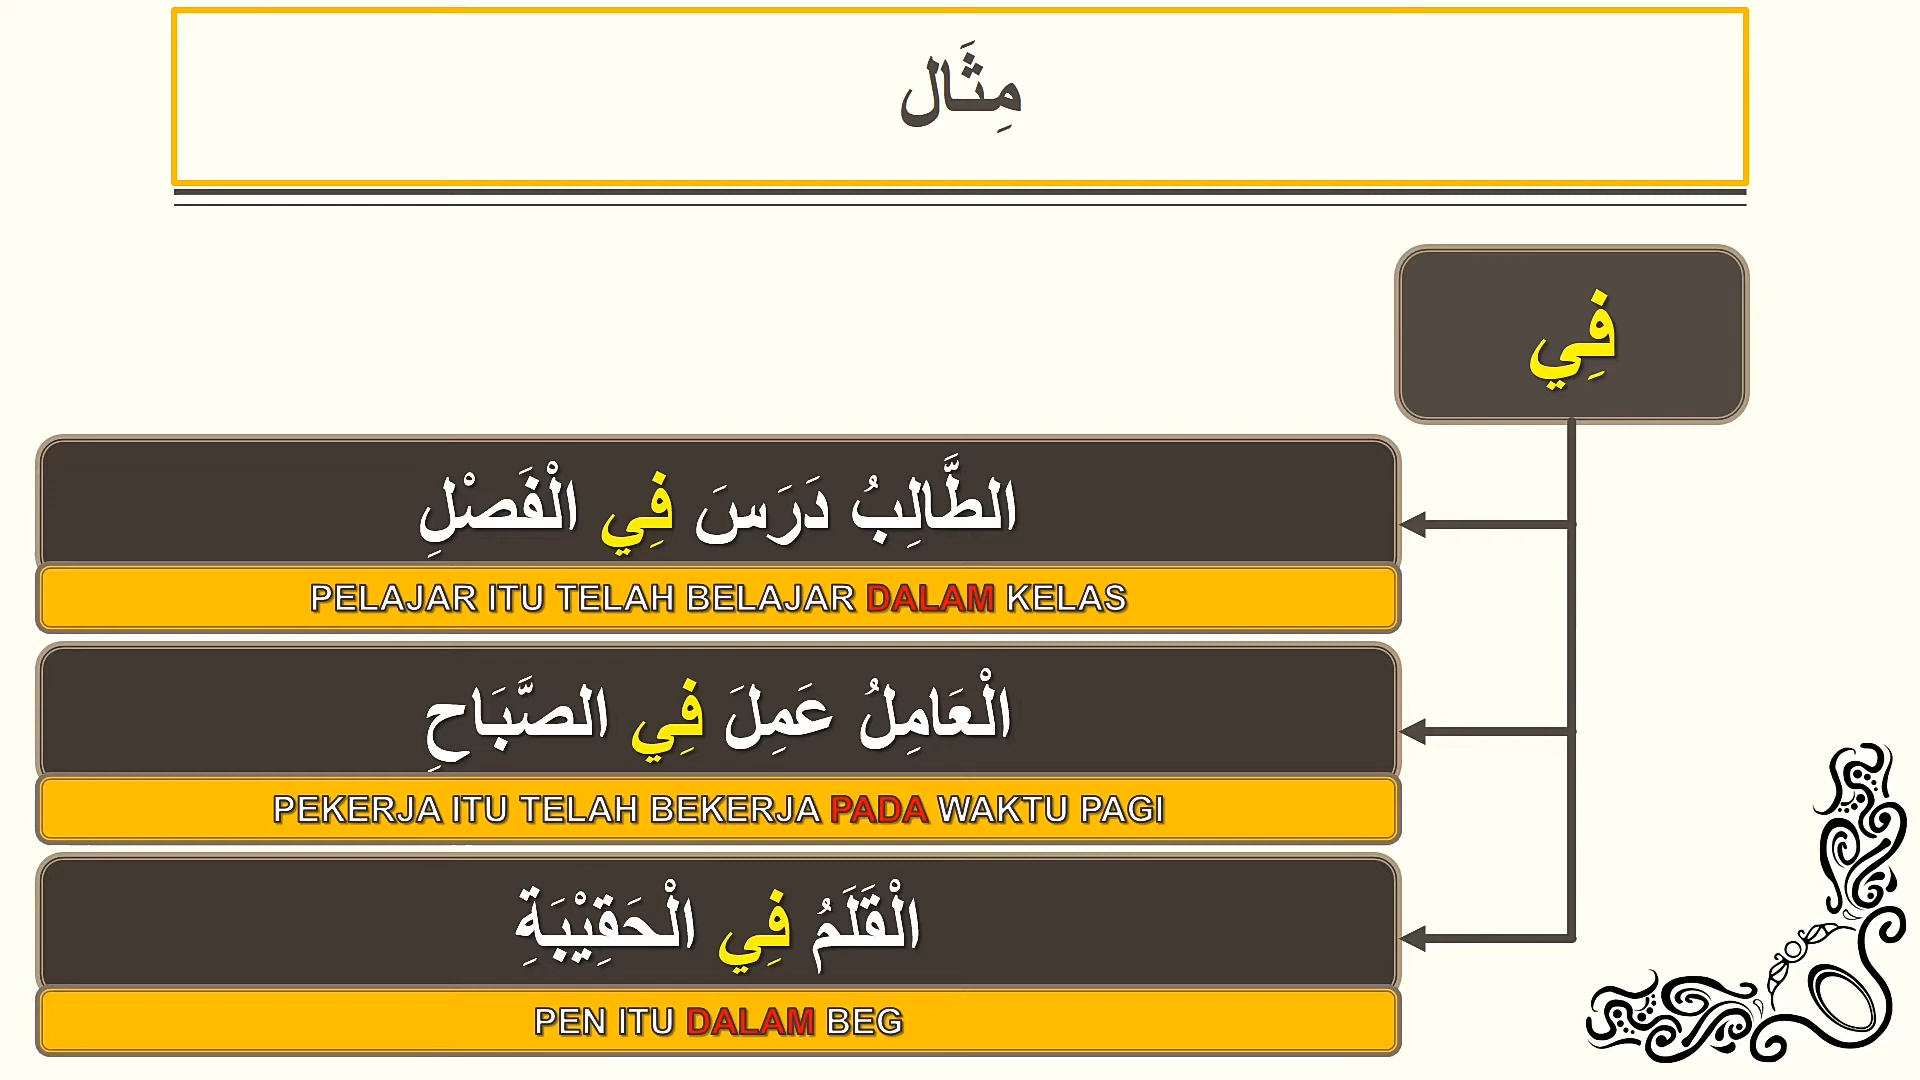 مِثَال
فِي
الطَّالِبُ دَرَسَ فِي الْفَصْلِ
PELAJAR ITU TELAH BELAJAR DALAM KELAS
الْعَامِلُ عَمِلَ فِي الصَّبَاحِ
PEKERJA ITU TELAH BEKERJA PADA WAKTU PAGI
الْقَلَمُ فِي الْحَقِيْبَةِ
PEN ITU DALAM BEG